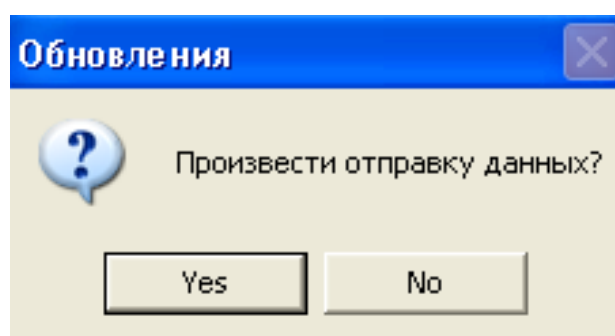 Обновления
Произвести отправку данных?
Yes
No